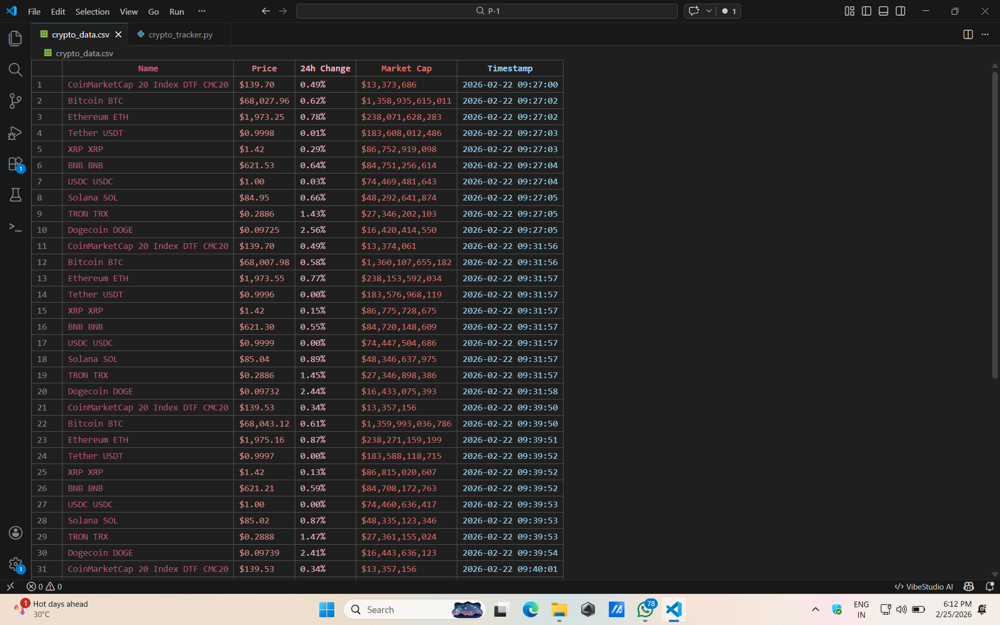 File Edit Selection View Go Run ··· P-1 1
crypto_data.csv crypto_tracker.py
crypto_data.csv
Name Price 24h Change Market Cap Timestamp
1 CoinMarketCap 20 Index DTF CMC20 $139.70 0.49% $13,373,686 2026-02-22 09:27:00
2 Bitcoin BTC $68,027.96 0.62% $1,358,935,615,011 2026-02-22 09:27:02
3 Ethereum ETH $1,973.25 0.78% $238,071,628,283 2026-02-22 09:27:02
4 Tether USDT $0.9998 0.01% $183,608,012,486 2026-02-22 09:27:03
5 XRP XRP $1.42 0.29% $86,752,919,098 2026-02-22 09:27:03
6 BNB BNB $621.53 0.64% $84,751,256,614 2026-02-22 09:27:04
7 USDC USDC $1.00 0.03% $74,469,481,643 2026-02-22 09:27:04
8 Solana SOL $84.95 0.66% $48,292,641,874 2026-02-22 09:27:05
9 TRON TRX $0.2886 1.43% $27,346,202,103 2026-02-22 09:27:05
10 Dogecoin DOGE $0.09725 2.56% $16,420,414,550 2026-02-22 09:27:05
11 CoinMarketCap 20 Index DTF CMC20 $139.70 0.49% $13,374,061 2026-02-22 09:31:56
12 Bitcoin BTC $68,007.98 0.58% $1,360,107,655,182 2026-02-22 09:31:56
13 Ethereum ETH $1,973.55 0.77% $238,153,592,034 2026-02-22 09:31:57
14 Tether USDT $0.9996 0.00% $183,576,968,119 2026-02-22 09:31:57
15 XRP XRP $1.42 0.15% $86,775,728,675 2026-02-22 09:31:57
16 BNB BNB $621.30 0.55% $84,720,148,609 2026-02-22 09:31:57
17 USDC USDC $0.9999 0.00% $74,447,504,686 2026-02-22 09:31:57
18 Solana SOL $85.04 0.89% $48,346,637,975 2026-02-22 09:31:57
19 TRON TRX $0.2886 1.45% $27,346,898,386 2026-02-22 09:31:57
20 Dogecoin DOGE $0.09732 2.44% $16,433,075,393 2026-02-22 09:31:58
21 CoinMarketCap 20 Index DTF CMC20 $139.53 0.34% $13,357,156 2026-02-22 09:39:50
22 Bitcoin BTC $68,043.12 0.61% $1,359,993,036,786 2026-02-22 09:39:50
23 Ethereum ETH $1,975.16 0.87% $238,271,159,199 2026-02-22 09:39:51
24 Tether USDT $0.9997 0.00% $183,588,118,715 2026-02-22 09:39:52
25 XRP XRP $1.42 0.13% $86,815,020,607 2026-02-22 09:39:52
26 BNB BNB $621.21 0.59% $84,708,172,763 2026-02-22 09:39:52
27 USDC USDC $1.00 0.00% $74,460,636,417 2026-02-22 09:39:53
28 Solana SOL $85.02 0.87% $48,335,123,346 2026-02-22 09:39:53
29 TRON TRX $0.2888 1.47% $27,361,155,024 2026-02-22 09:39:53
30 Dogecoin DOGE $0.09739 2.41% $16,443,636,123 2026-02-22 09:39:54
31 CoinMarketCap 20 Index DTF CMC20 $139.53 0.34% $13,357,156 2026-02-22 09:40:01
1
1
0 0 </> VibeStudio AI
1 Hot days ahead
30°C
Search
78
ENG
IN
6:12 PM
2/25/2026